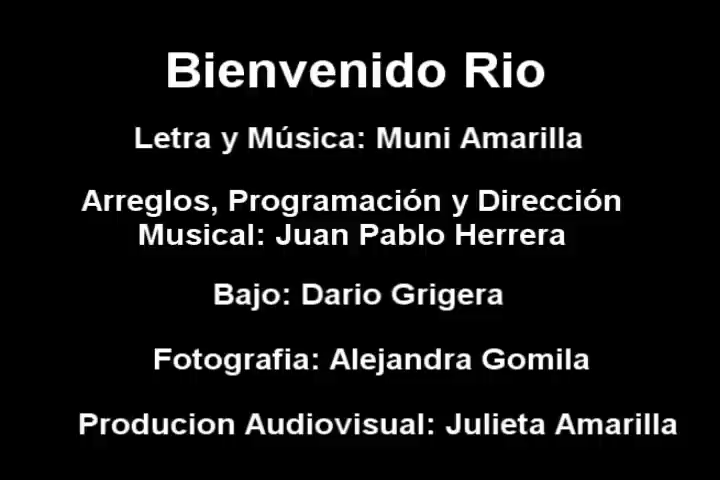 Bienvenido Rio
Letra y Música: Muni Amarilla
Arreglos, Programación y Dirección
Musical: Juan Pablo Herrera
Bajo: Dario Grigera
Fotografia: Alejandra Gomila
Producion Audiovisual: Julieta Amarilla